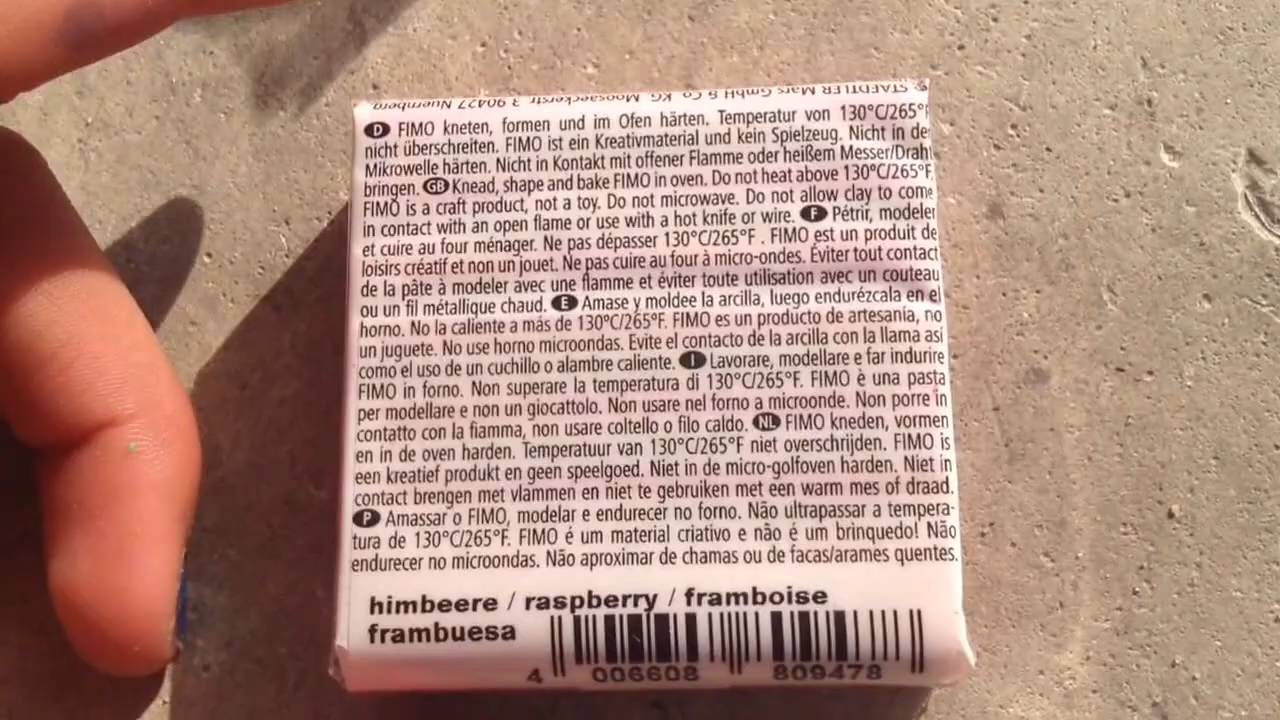 STAEDTLER Mars GmbH & Co. KG Moosaeckerstr. 3 90427 Nuernberg
D FIMO kneten, formen und im Ofen härten. Temperatur von 130°C/265°F
nicht überschreiten. FIMO ist ein Kreativmaterial und kein Spielzeug. Nicht in de
Mikrowelle härten. Nicht in Kontakt mit offener Flamme oder heißem Messer/Draht
bringen. GB Knead, shape and bake FIMO in oven. Do not heat above 130°C/265°F.
FIMO is a craft product, not a toy. Do not microwave. Do not allow clay to come
in contact with an open flame or use with a hot knife or wire. F Pétrir, modeler
et cuire au four ménager. Ne pas dépasser 130°C/265°F . FIMO est un produit de
loisirs créatif et non un jouet. Ne pas cuire au four à micro-ondes. Éviter tout contact
de la pâte à modeler avec une flamme et éviter toute utilisation avec un couteau
ou un fil métallique chaud. E Amase y moldee la arcilla, luego endurézcala en el
horno. No la caliente a más de 130°C/265°F. FIMO es un producto de artesanía, no
un juguete. No use horno microondas. Evite el contacto de la arcilla con la llama asi
como el uso de un cuchillo o alambre caliente. I Lavorare, modellare e far indurire
FIMO in forno. Non superare la temperatura di 130°C/265°F. FIMO è una pasta
per modellare e non un giocattolo. Non usare nel forno a microonde. Non porre in
contatto con la fiamma, non usare coltello o filo caldo. NL FIMO kneden, vormen
en in de oven harden. Temperatuur van 130°C/265°F niet overschrijden. FIMO is
een kreatief produkt en geen speelgoed. Niet in de micro-golfoven harden. Niet in
contact brengen met vlammen en niet te gebruiken met een warm mes of draad.
P Amassar o FIMO, modelar e endurecer no forno. Não ultrapassar a tempera-
tura de 130°C/265°F. FIMO é um material criativo e não é um brinquedo! Não
endurecer no microondas. Não aproximar de chamas ou de facas/arames quentes.
himbeere / raspberry / framboise
frambuesa
4 006608 809478